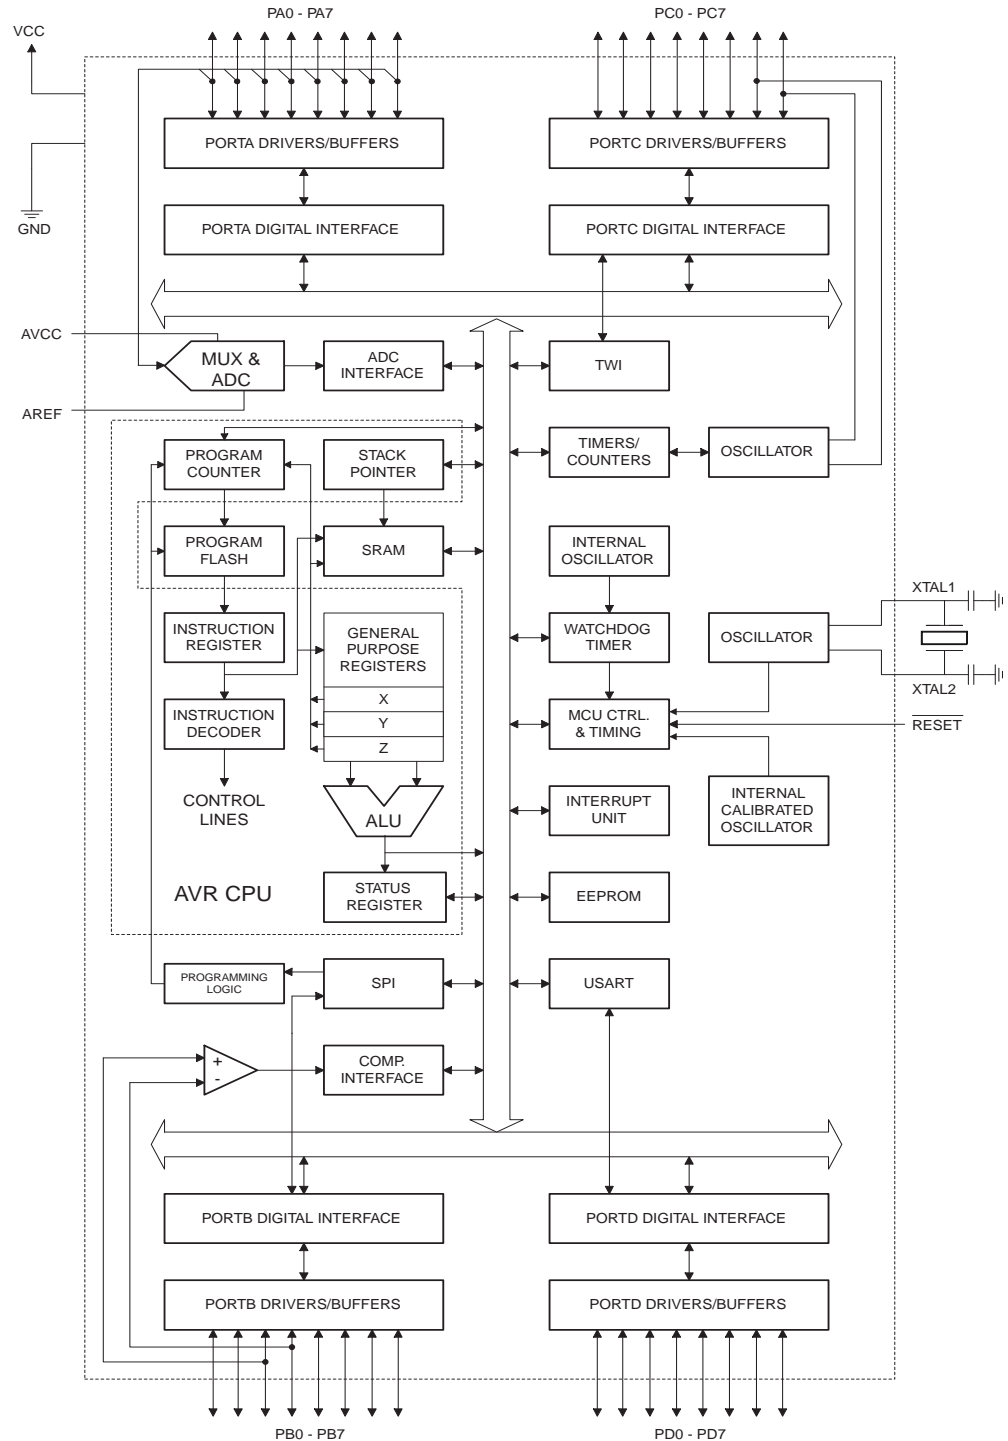 PA0 - PA7
PC0 - PC7
VCC
PORTA DRIVERS/BUFFERS
PORTC DRIVERS/BUFFERS
PORTA DIGITAL INTERFACE
PORTC DIGITAL INTERFACE
GND
AVCC
MUX &
ADC
ADC
INTERFACE
TWI
AREF
PROGRAM
COUNTER
STACK
POINTER
TIMERS/
COUNTERS
OSCILLATOR
PROGRAM
FLASH
SRAM
INTERNAL
OSCILLATOR
XTAL1
INSTRUCTION
REGISTER
GENERAL
PURPOSE
REGISTERS
WATCHDOG
TIMER
OSCILLATOR
XTAL2
X
INSTRUCTION
DECODER
Y
MCU CTRL.
& TIMING
RESET
Z
CONTROL
LINES
ALU
INTERRUPT
UNIT
INTERNAL
CALIBRATED
OSCILLATOR
AVR CPU
STATUS
REGISTER
EEPROM
PROGRAMMING
LOGIC
SPI
USART
+
-
COMP.
INTERFACE
PORTB DIGITAL INTERFACE
PORTD DIGITAL INTERFACE
PORTB DRIVERS/BUFFERS
PORTD DRIVERS/BUFFERS
PB0 - PB7
PD0 - PD7